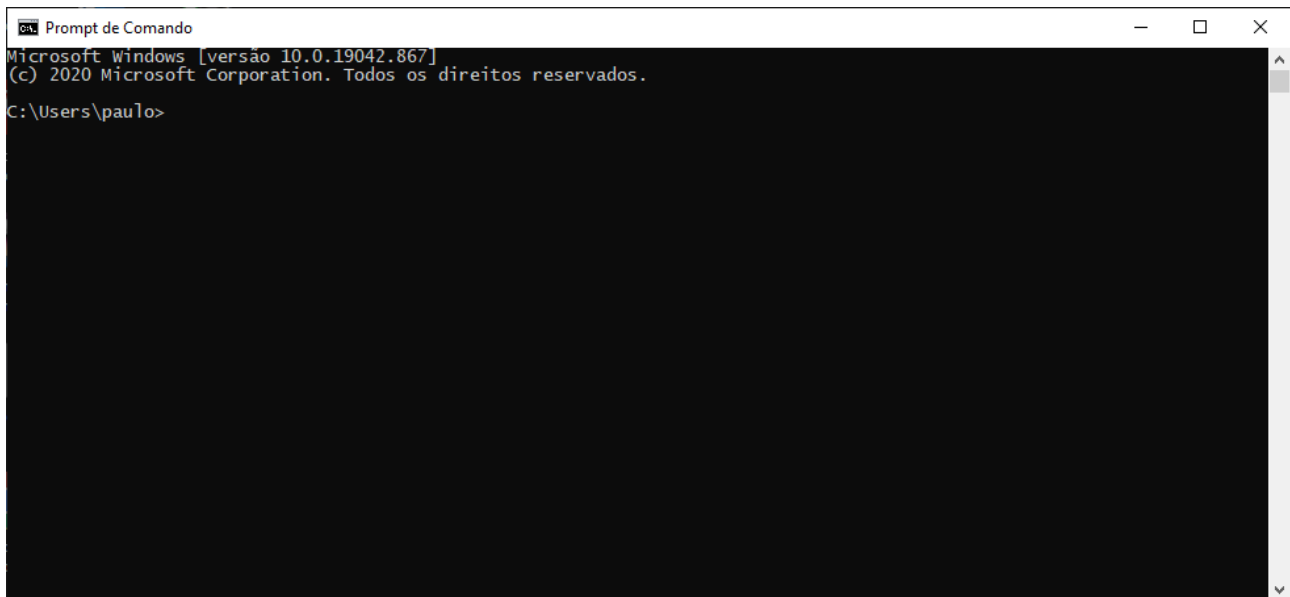 Prompt de Comando
Microsoft Windows [versão 10.0.19042.867]
(c) 2020 Microsoft Corporation. Todos os direitos reservados.
C:\Users\paulo>